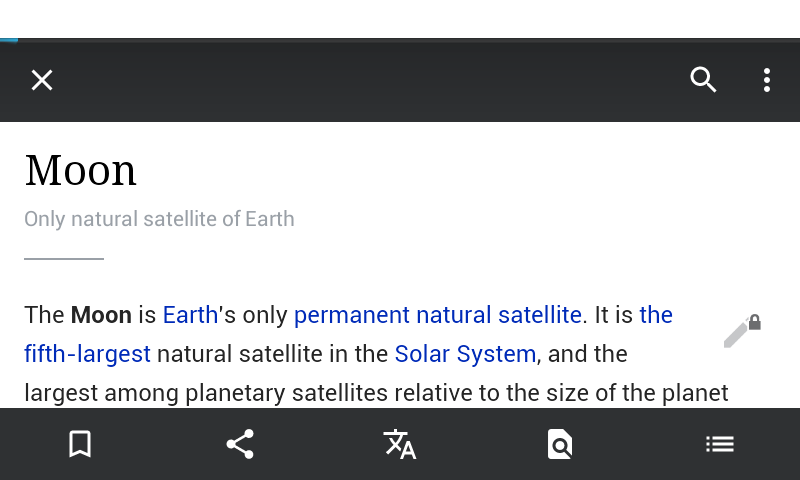 Moon
Only natural satellite of Earth
The Moon is Earth's only permanent natural satellite. It is the
fifth-largest natural satellite in the Solar System, and the
largest among planetary satellites relative to the size of the planet